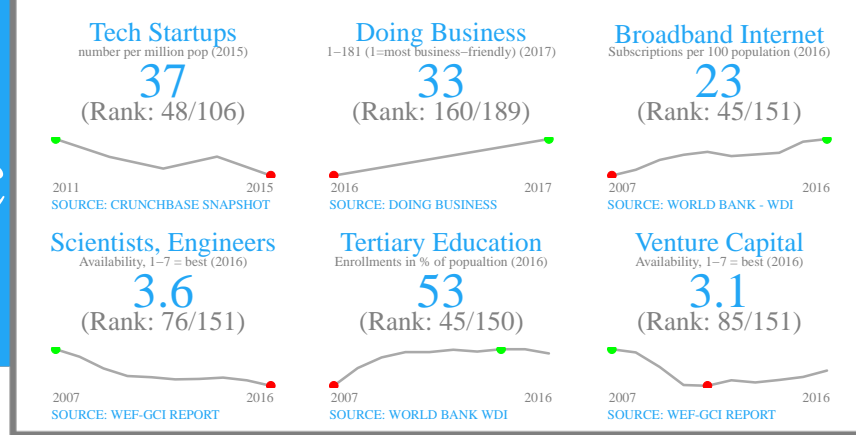 Tech Startups
number per million pop (2015)
37
(Rank: 48/106)
2011 2015
SOURCE: CRUNCHBASE SNAPSHOT
Doing Business
1−181 (1=most business−friendly) (2017)
33
(Rank: 160/189)
2016 2017
SOURCE: DOING BUSINESS
Broadband Internet
Subscriptions per 100 population (2016)
23
(Rank: 45/151)
2007 2016
SOURCE: WORLD BANK - WDI
Scientists, Engineers
Availability, 1−7 = best (2016)
3.6
(Rank: 76/151)
2007 2016
SOURCE: WEF-GCI REPORT
Tertiary Education
Enrollments in % of popualtion (2016)
53
(Rank: 45/150)
2007 2016
SOURCE: WORLD BANK WDI
Venture Capital
Availability, 1−7 = best (2016)
3.1
(Rank: 85/151)
2007 2016
SOURCE: WEF-GCI REPORT